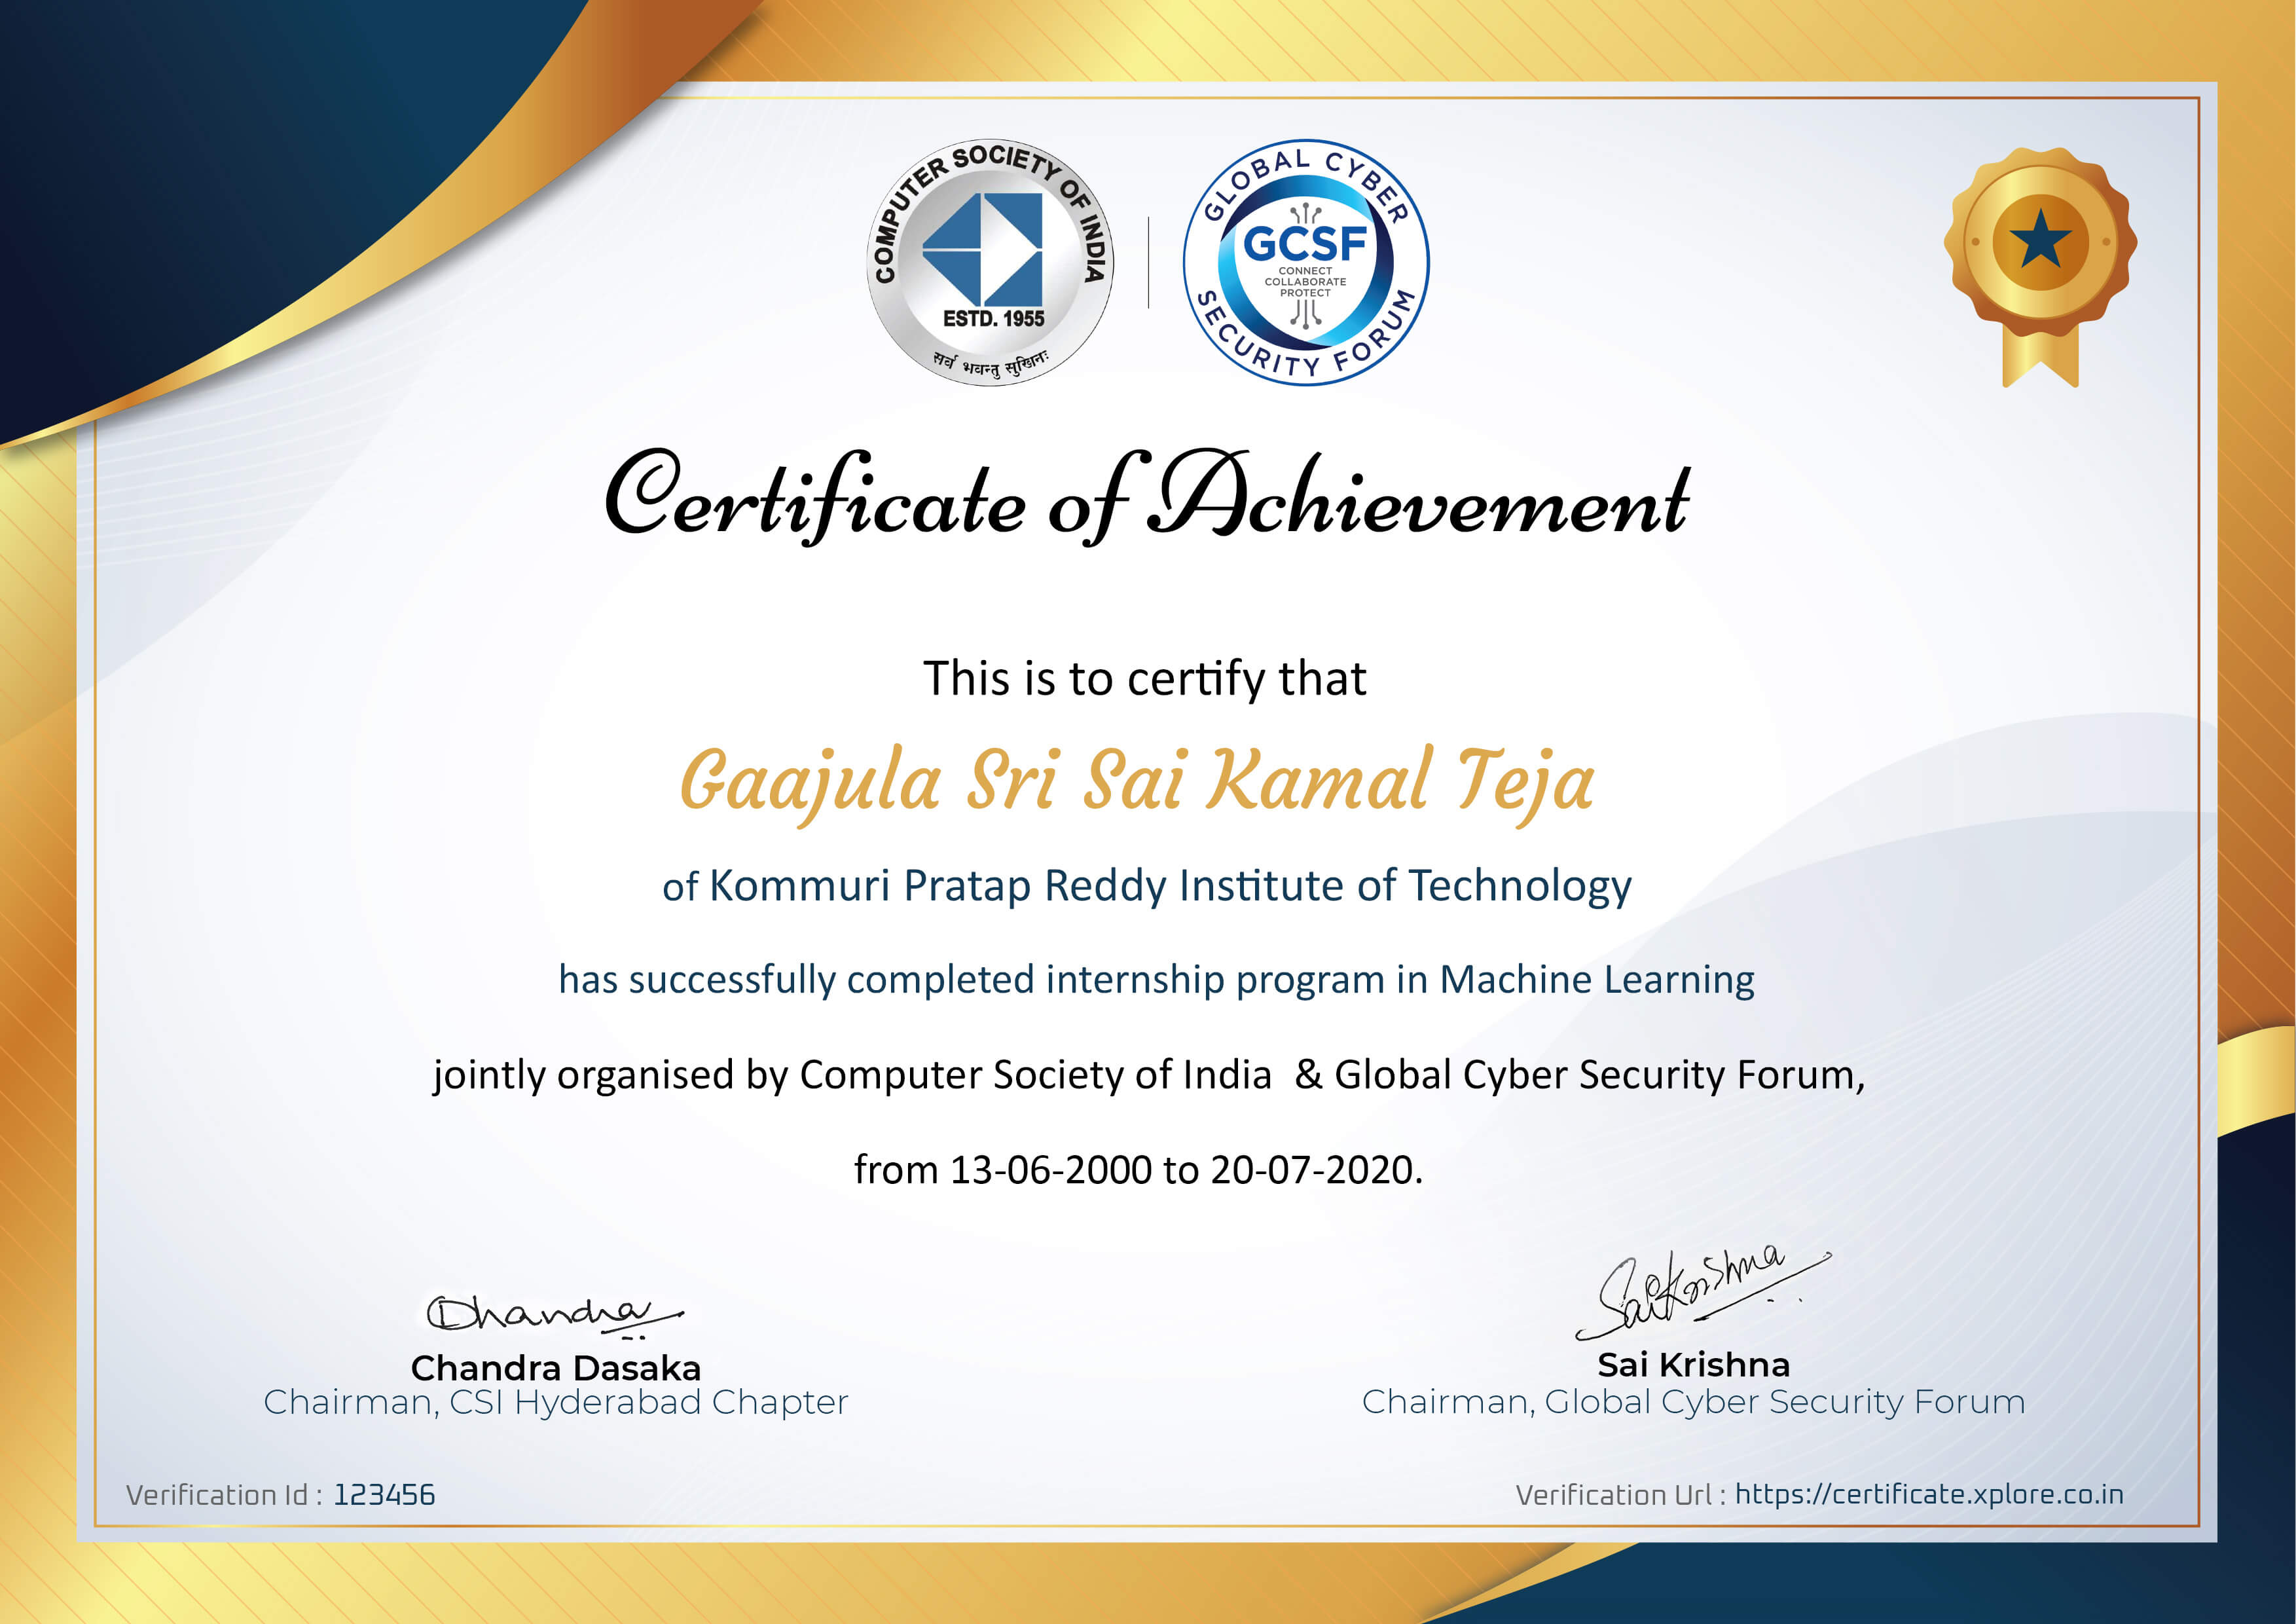 COMPUTER SOCIETY OF INDIA
ESTD. 1955
सर्वे भवन्तु सुखिनः
GLOBAL CYBER
GCSF
CONNECT
COLLABORATE
PROTECT
SECURITY FORUM
Certificate of Achievement
This is to certify that
Gaajula Sri Sai Kamal Teja
of Kommuri Pratap Reddy Institute of Technology
has successfully completed internship program in Machine Learning
jointly organised by Computer Society of India & Global Cyber Security Forum,
from 13-06-2000 to 20-07-2020.
Chandra
SaiKrishna
Chandra Dasaka
Chairman, CSI Hyderabad Chapter
Sai Krishna
Chairman, Global Cyber Security Forum
Verification Id : 123456
Verification Url : https://certificate.xplore.co.in